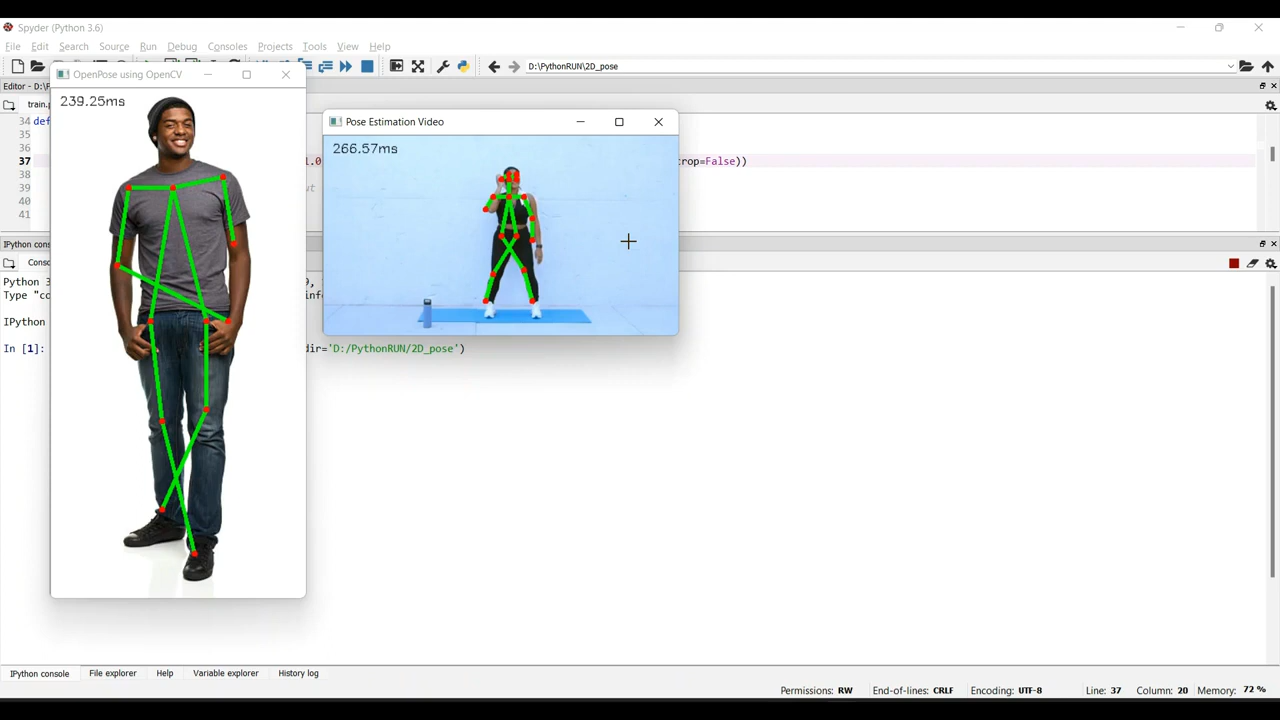 Spyder (Python 3.6)
File Edit Search Source Run Debug Consoles Projects Tools View Help
D:\PythonRUN\2D_pose
OpenPose using OpenCV
239.25ms
Pose Estimation Video
266.57ms
Editor - D:\P
train.p
34 def
35
36
37 crop=False))
38
39
40
41
IPython cons
Conso
Python 3
Type "co
IPython
In [1]: dir='D:/PythonRUN/2D_pose')
IPython console File explorer Help Variable explorer History log
Permissions: RW End-of-lines: CRLF Encoding: UTF-8 Line: 37 Column: 20 Memory: 72 %